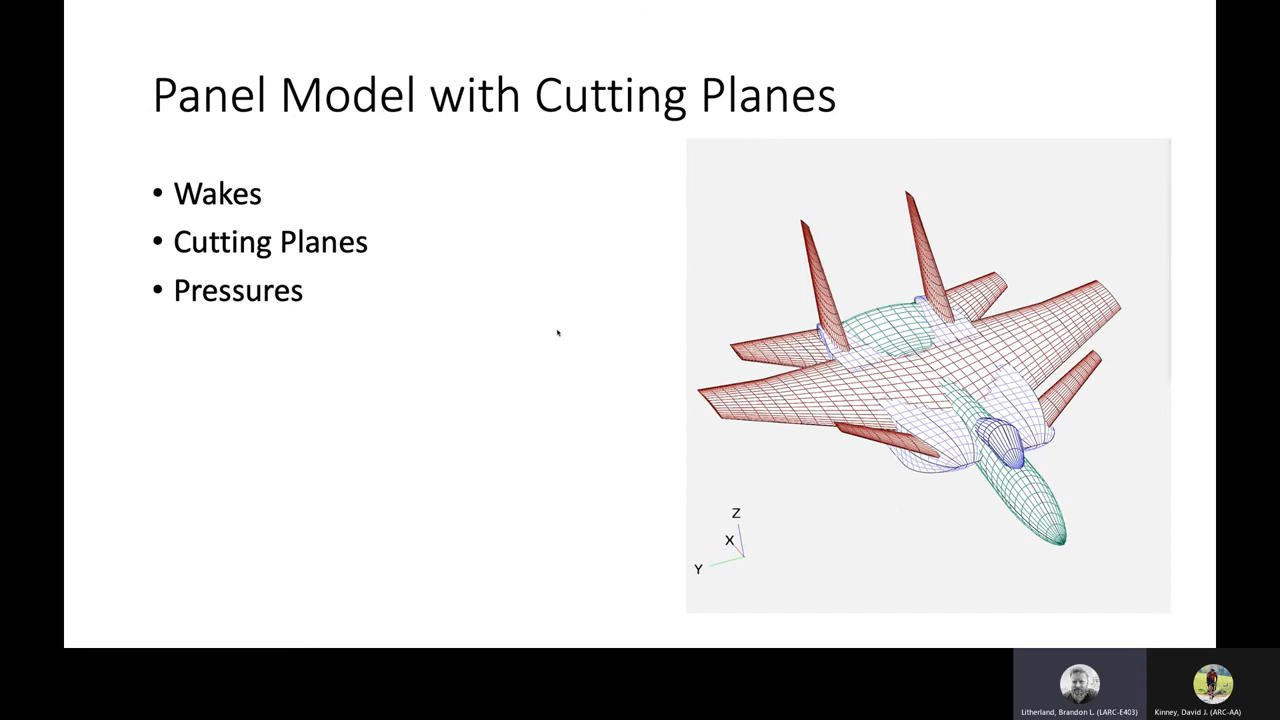 Panel Model with Cutting Planes
• Wakes
• Cutting Planes
• Pressures
Z
X
Y
Litherland, Brandon L. (LARC-E403)
Kinney, David J. (ARC-AA)